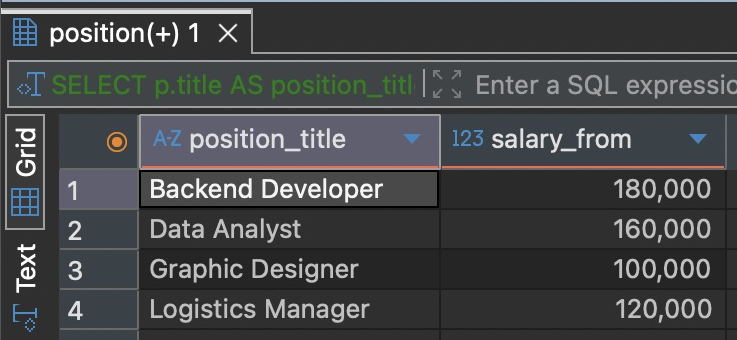 position(+) 1
SELECT p.title AS position_titl
Enter a SQL expressio
Grid
Text
A-Z position_title
123 salary_from
1 Backend Developer 180,000
2 Data Analyst 160,000
3 Graphic Designer 100,000
4 Logistics Manager 120,000